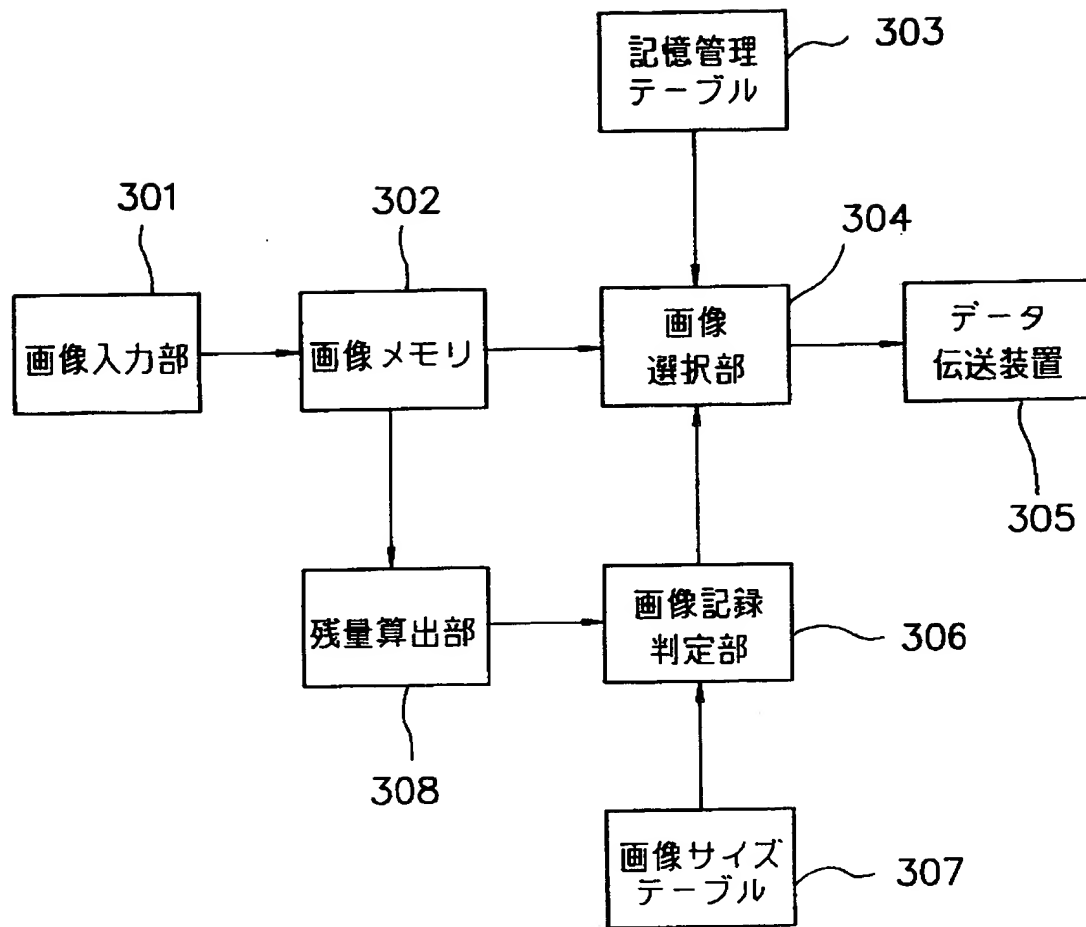 303
記憶管理
テーブル
301
302
304
画像入力部
画像メモリ
画像
選択部
データ
伝送装置
305
残量算出部
画像記録
判定部
306
308
画像サイズ
テーブル
307